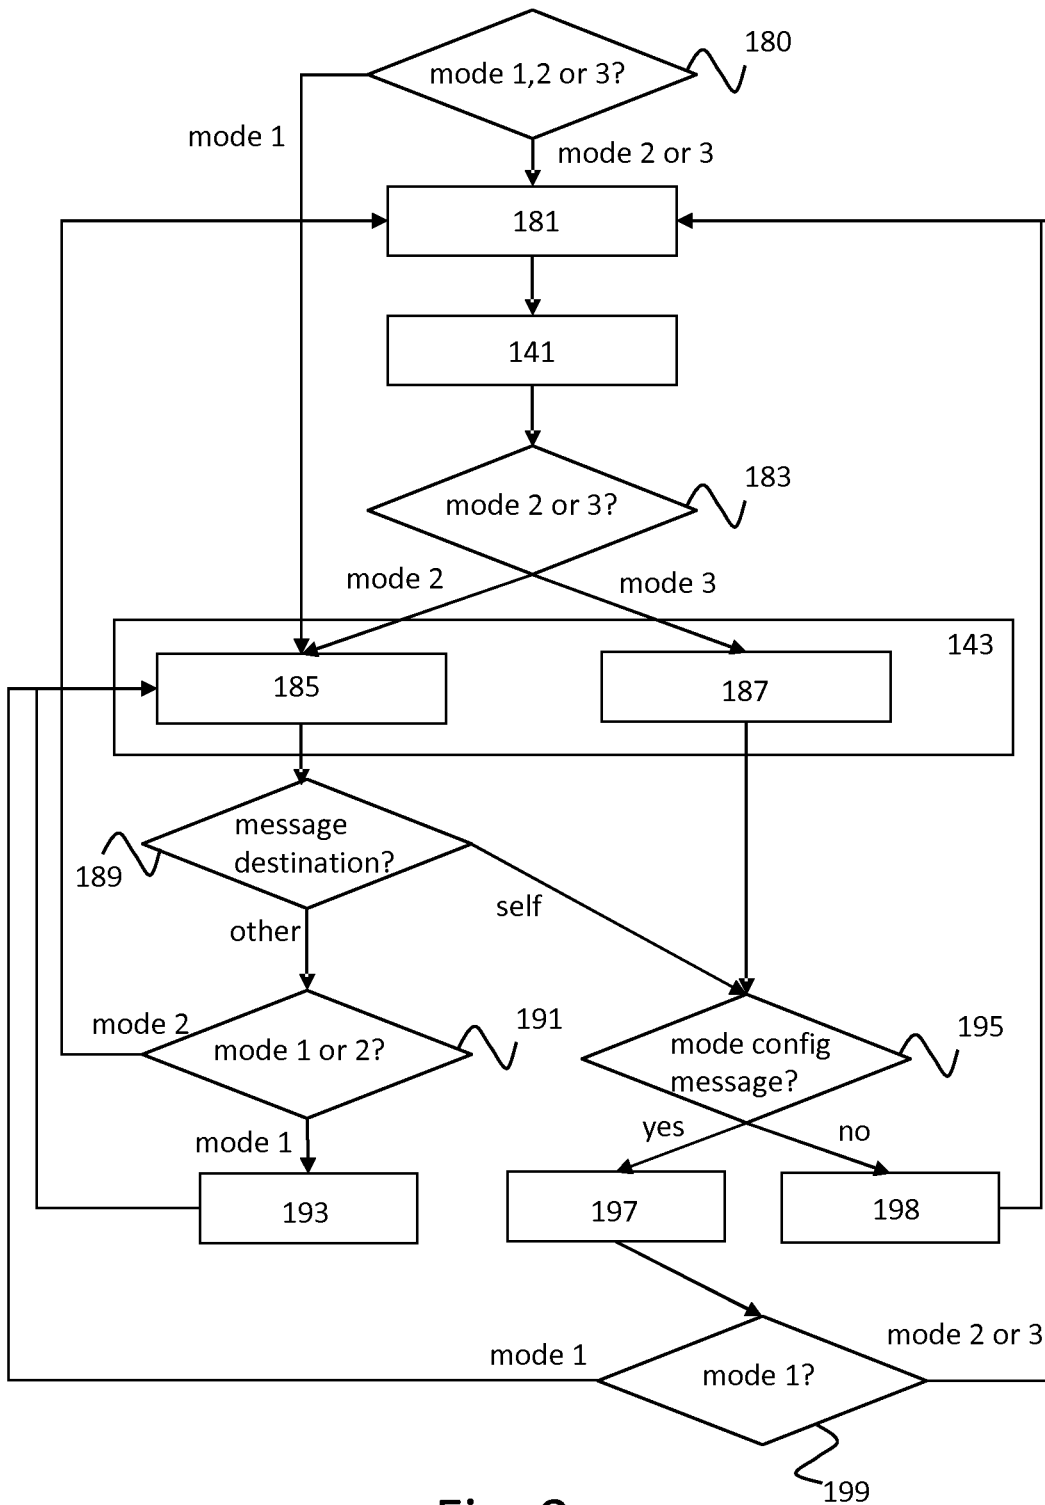 mode 1,2 or 3?
180
mode 1
mode 2 or 3
181
141
mode 2 or 3?
183
mode 2
mode 3
143
185
187
message
destination?
189
self
other
mode 2
mode 1 or 2?
191
mode config
message?
195
mode 1
yes
no
193
197
198
mode 1
mode 1?
mode 2 or 3
199